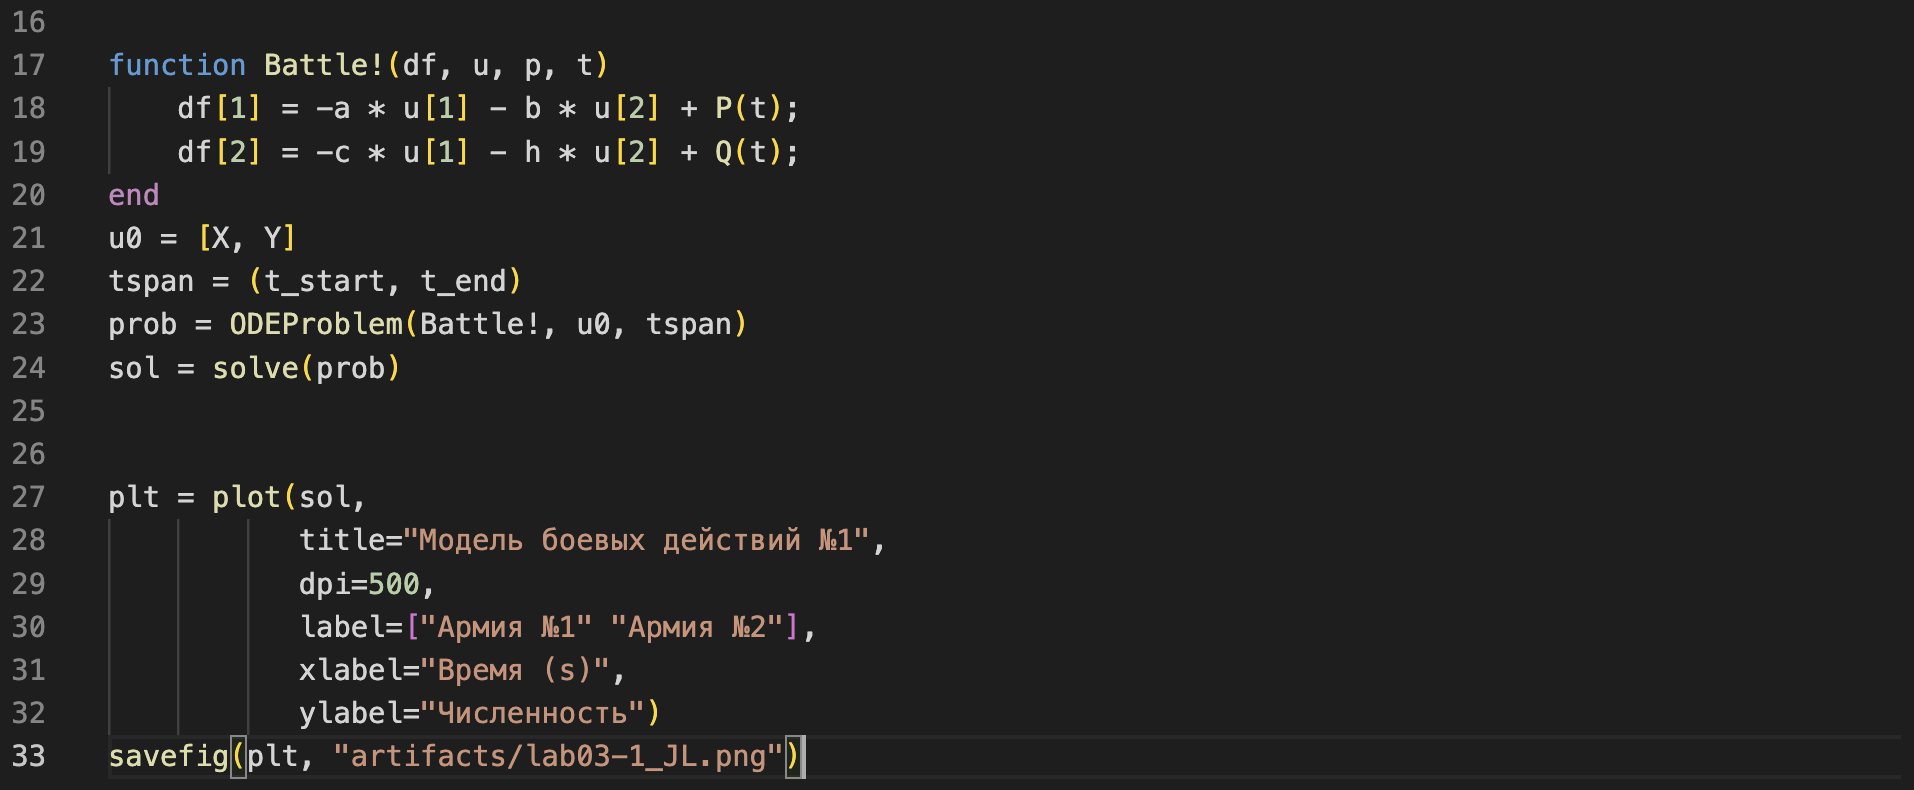 16
17 function Battle!(df, u, p, t)
18 df[1] = -a * u[1] - b * u[2] + P(t);
19 df[2] = -c * u[1] - h * u[2] + Q(t);
20 end
21 u0 = [X, Y]
22 tspan = (t_start, t_end)
23 prob = ODEProblem(Battle!, u0, tspan)
24 sol = solve(prob)
25
26
27 plt = plot(sol,
28 title="Модель боевых действий №1",
29 dpi=500,
30 label=["Армия №1" "Армия №2"],
31 xlabel="Время (s)",
32 ylabel="Численность")
33 savefig(plt, "artifacts/lab03-1_JL.png")